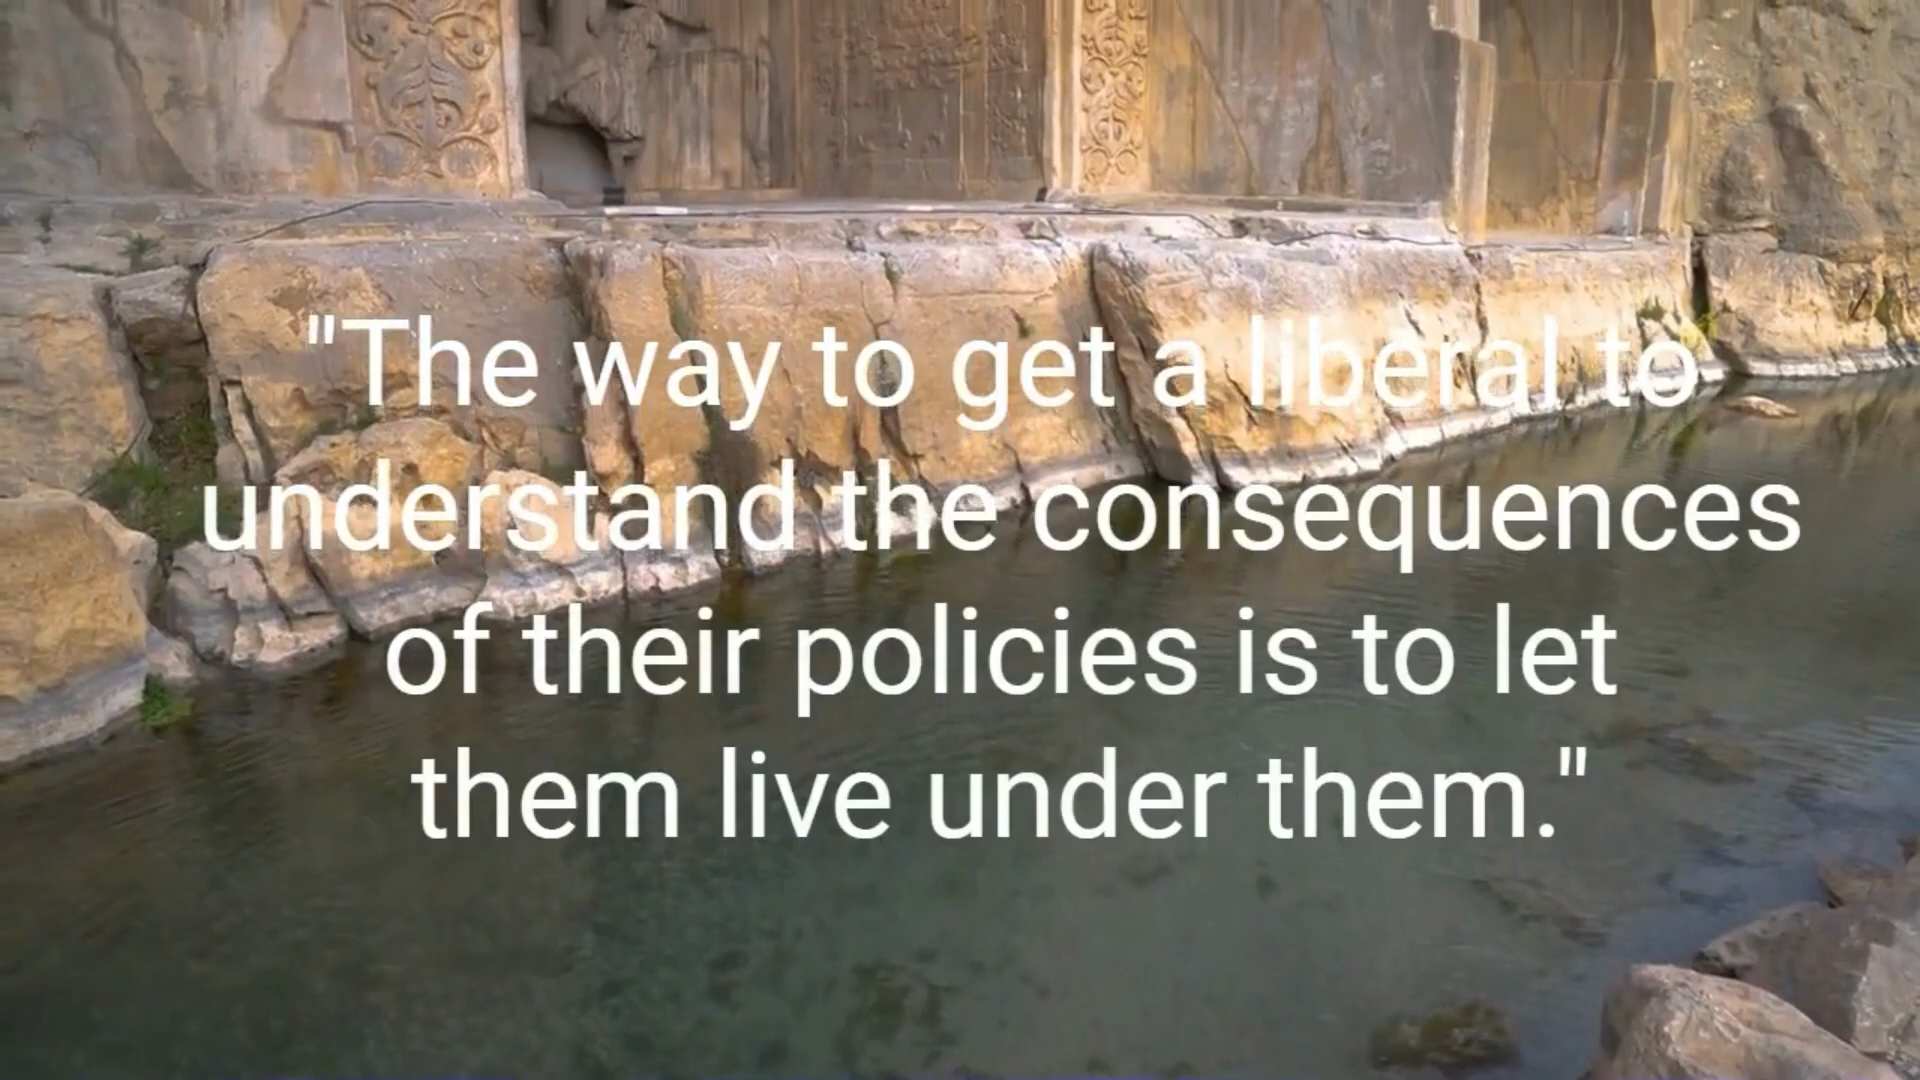 "The way to get a liberal to
understand the consequences
of their policies is to let
them live under them."